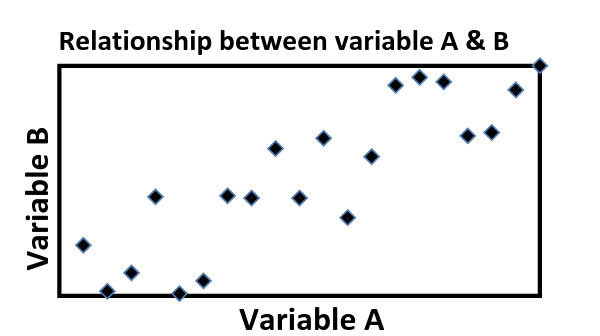 Relationship between variable A & B
Variable B
Variable A